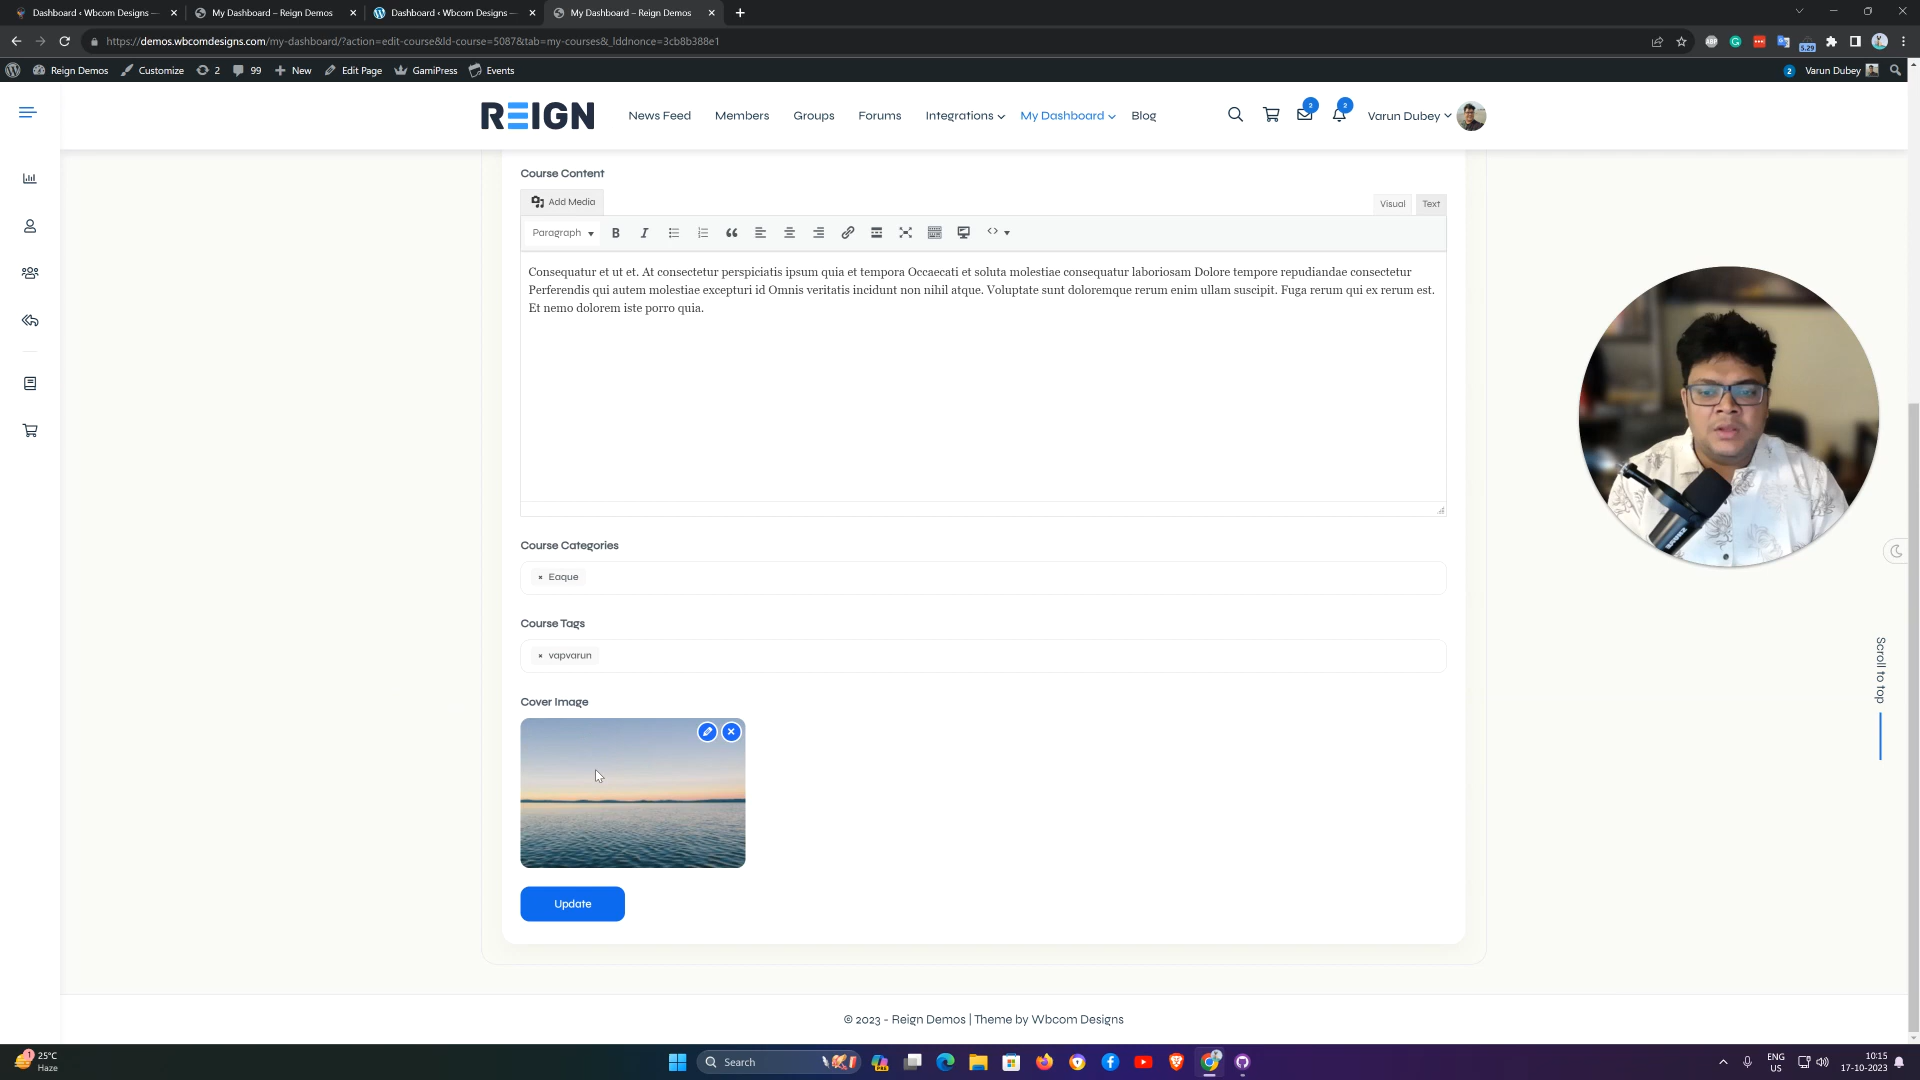 Dashboard ‹ Wbcom Designs —
My Dashboard – Reign Demos
Dashboard ‹ Wbcom Designs —
My Dashboard – Reign Demos
https://demos.wbcomdesigns.com/my-dashboard/?action=edit-course&ld-course=5087&tab=my-courses&_lddnonce=3cb8b388e1
5.29
Reign Demos
Customize
2
99
New
Edit Page
GamiPress
Events
2
Varun Dubey
REIGN
News Feed
Members
Groups
Forums
Integrations
My Dashboard
Blog
2
2
Varun Dubey
Course Content
Add Media
Visual
Text
Paragraph
Consequatur et ut et. At consectetur perspiciatis ipsum quia et tempora Occaecati et soluta molestiae consequatur laboriosam Dolore tempore repudiandae consectetur
Perferendis qui autem molestiae excepturi id Omnis veritatis incidunt non nihil atque. Voluptate sunt doloremque rerum enim ullam suscipit. Fuga rerum qui ex rerum est.
Et nemo dolorem iste porro quia.
Course Categories
× Eaque
Course Tags
× vapvarun
Cover Image
Update
Scroll to top
© 2023 - Reign Demos | Theme by Wbcom Designs
1
25°C
Haze
Search
ENG
US
10:15
17-10-2023